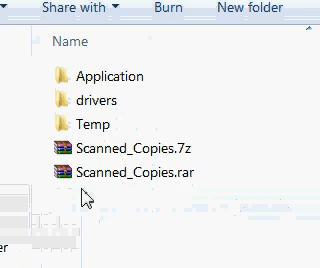 Share with Burn New folder
Name
Application
drivers
Temp
Scanned_Copies.7z
Scanned_Copies.rar
er